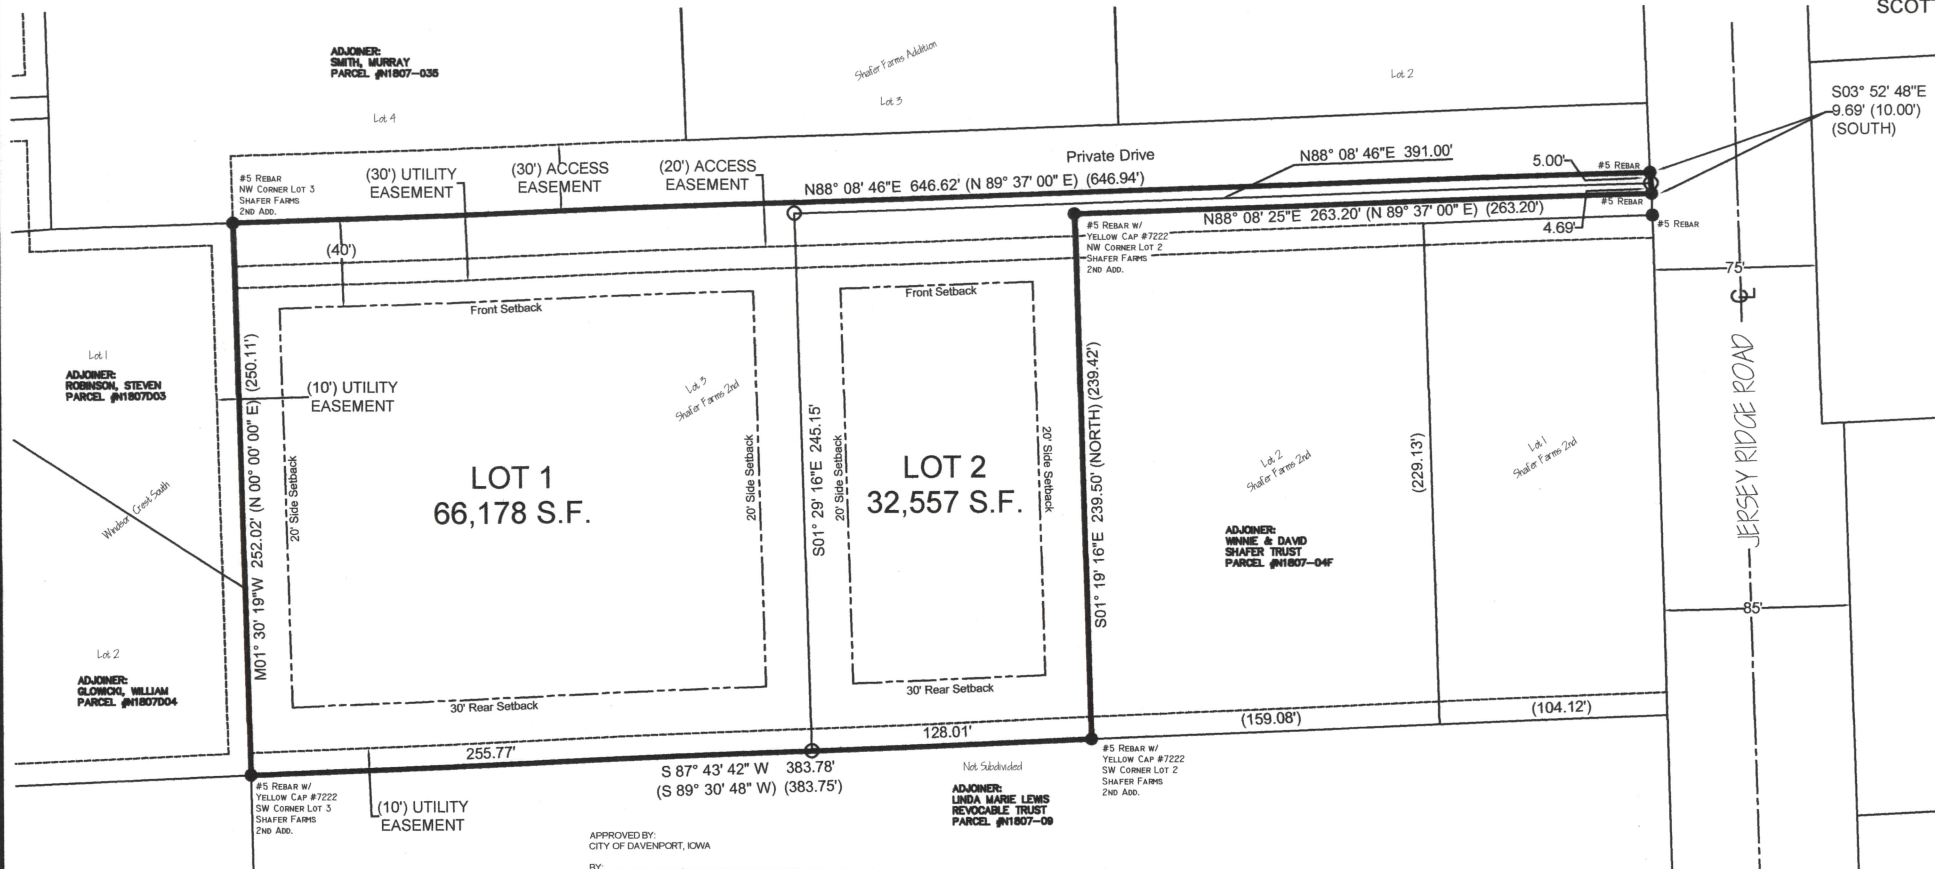 SCOT
ADJOINER:
SMITH, MURRAY
PARCEL #N1807-035
Lot 4
Shafer Farms Addition
Lot 3
Lot 2
S03° 52' 48"E
9.69' (10.00')
(SOUTH)
#5 REBAR
NW CORNER LOT 3
SHAFER FARMS
2ND ADD.
(30') UTILITY
EASEMENT
(30') ACCESS
EASEMENT
(20') ACCESS
EASEMENT
Private Drive
N88° 08' 46"E 646.62' (N 89° 37' 00" E) (646.94')
N88° 08' 46"E 391.00'
5.00'
#5 REBAR
#5 REBAR
N88° 08' 25"E 263.20' (N 89° 37' 00" E) (263.20')
4.69'
#5 REBAR
#5 REBAR W/
YELLOW CAP #7222
NW CORNER LOT 2
SHAFER FARMS
2ND ADD.
(40')
75'
Front Setback
Front Setback
Lot 1
ADJOINER:
ROBINSON, STEVEN
PARCEL #N1807D03
(10') UTILITY
EASEMENT
M01° 30' 19"W 252.02' (N 00° 00' 00" E) (250.11')
20' Side Setback
Lot 3
Shafer Farms 2nd
LOT 1
66,178 S.F.
20' Side Setback
S01° 29' 16"E 245.15'
20' Side Setback
LOT 2
32,557 S.F.
20' Side Setback
S01° 19' 16"E 239.50' (NORTH) (239.42')
Lot 2
Shafer Farms 2nd
(229.13')
Lot 1
Shafer Farms 2nd
JERSEY RIDGE ROAD
CL
Windsor Crest South
ADJOINER:
WINNIE & DAVID
SHAFER TRUST
PARCEL #N1807-04F
85'
Lot 2
ADJOINER:
GLOWICKI, WILLIAM
PARCEL #N1807D04
30' Rear Setback
30' Rear Setback
255.77'
128.01'
(159.08')
(104.12')
S 87° 43' 42" W 383.78'
(S 89° 30' 48" W) (383.75')
Not Subdivided
#5 REBAR W/
YELLOW CAP #7222
SW CORNER LOT 2
SHAFER FARMS
2ND ADD.
#5 REBAR W/
YELLOW CAP #7222
SW CORNER LOT 3
SHAFER FARMS
2ND ADD.
(10') UTILITY
EASEMENT
ADJOINER:
LINDA MARIE LEWIS
REVOCABLE TRUST
PARCEL #N1807-09
APPROVED BY:
CITY OF DAVENPORT, IOWA
BY: